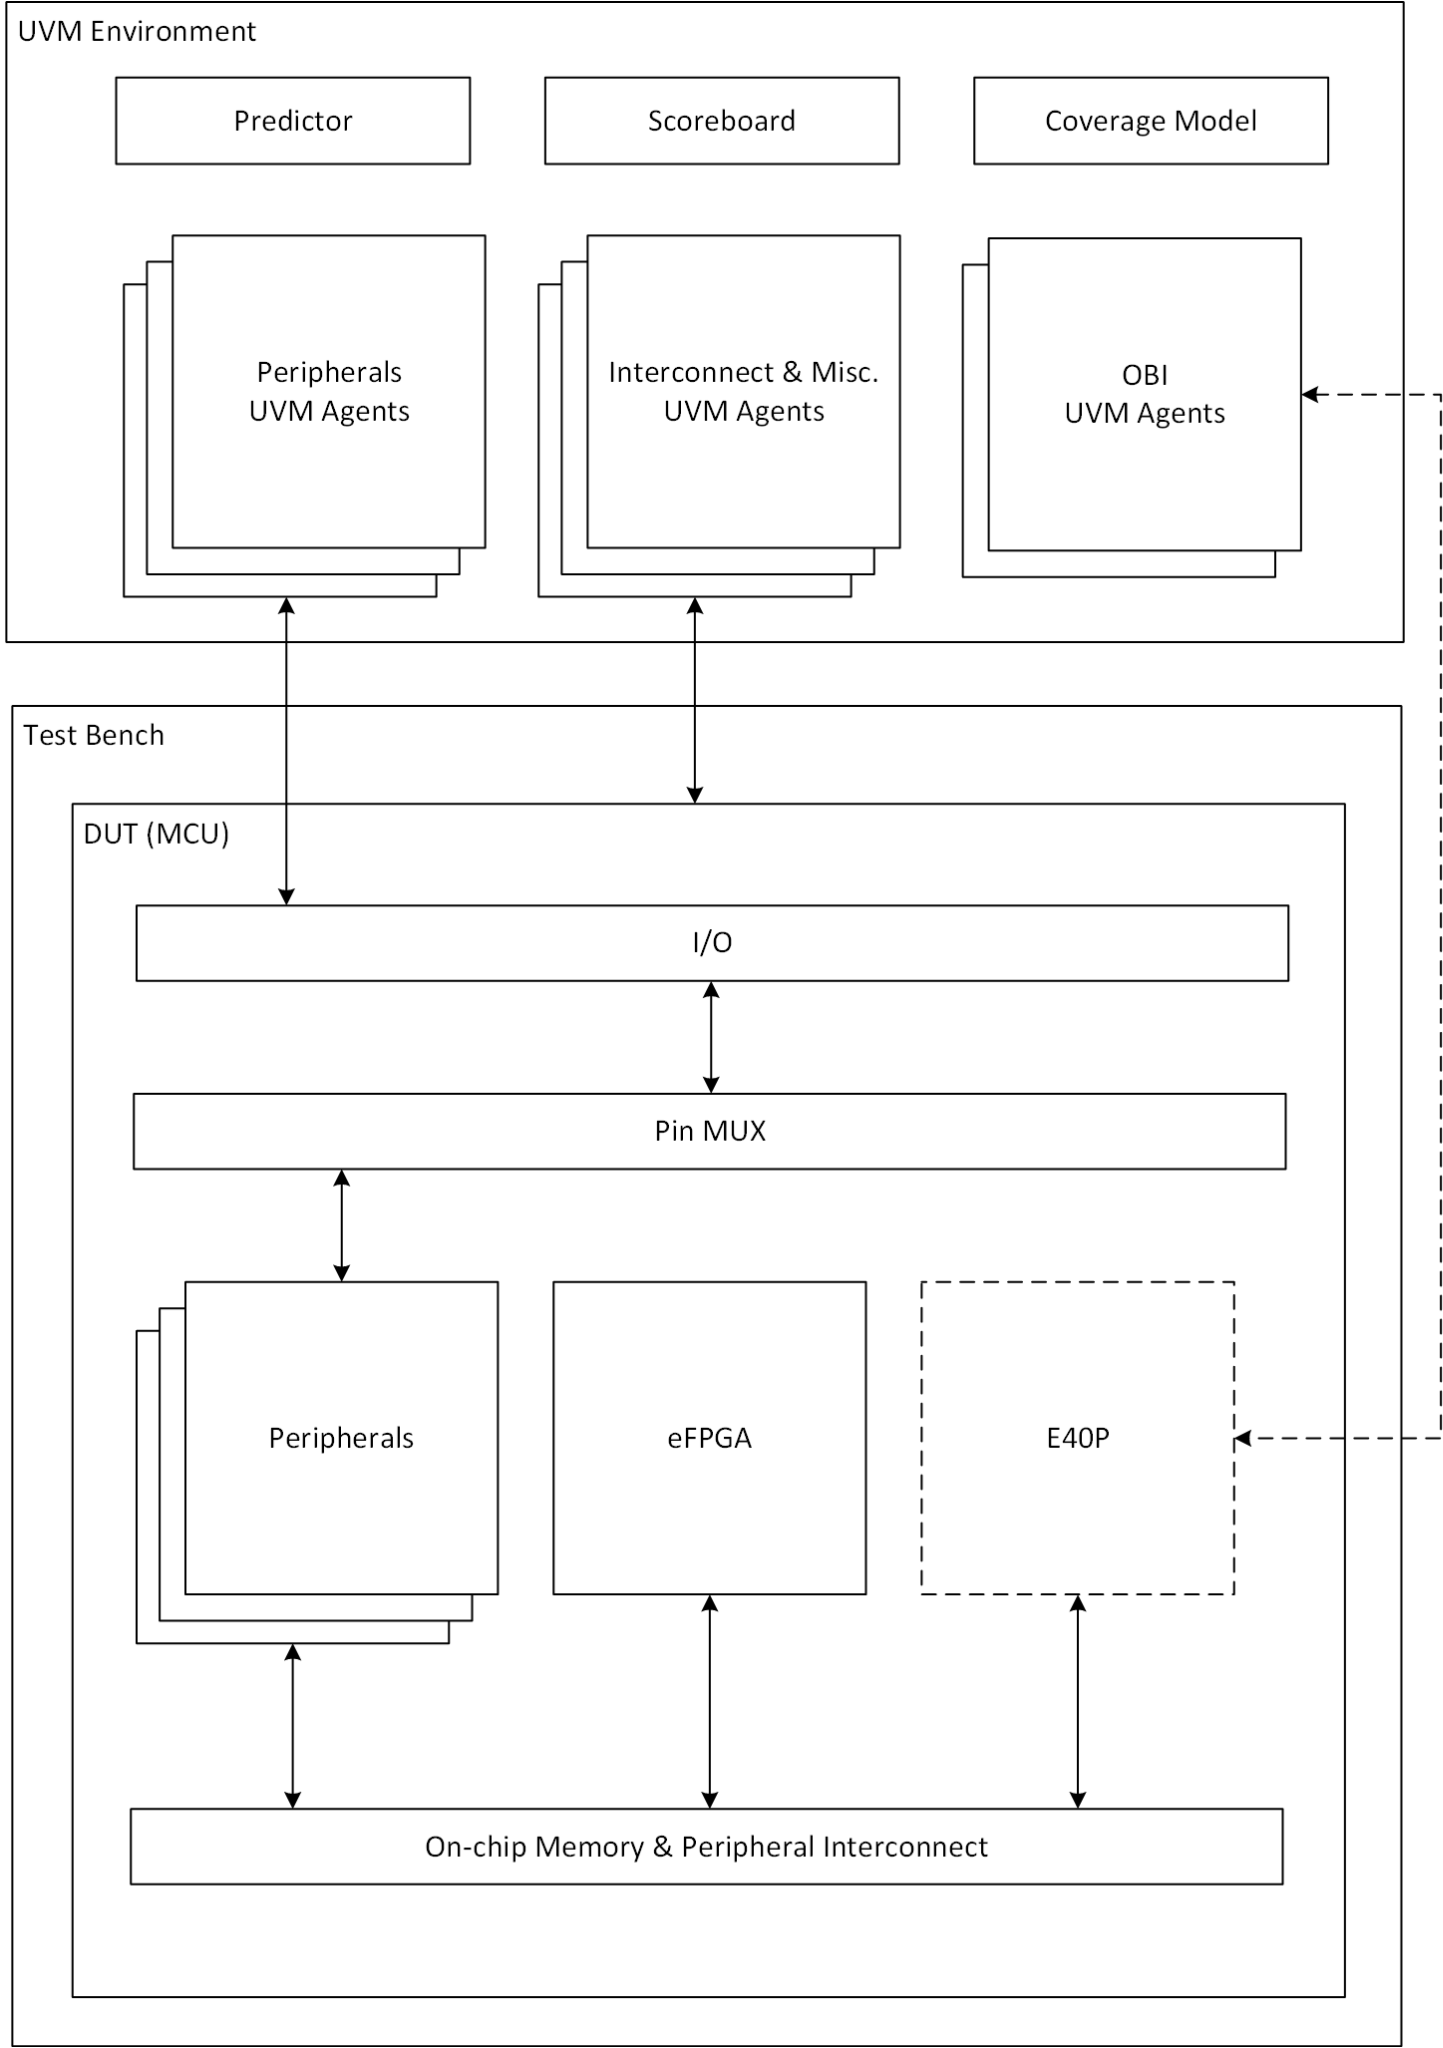 UVM Environment
Predictor
Scoreboard
Coverage Model
Peripherals
UVM Agents
Interconnect & Misc.
UVM Agents
OBI
UVM Agents
Test Bench
DUT (MCU)
I/O
Pin MUX
Peripherals
eFPGA
E40P
On-chip Memory & Peripheral Interconnect